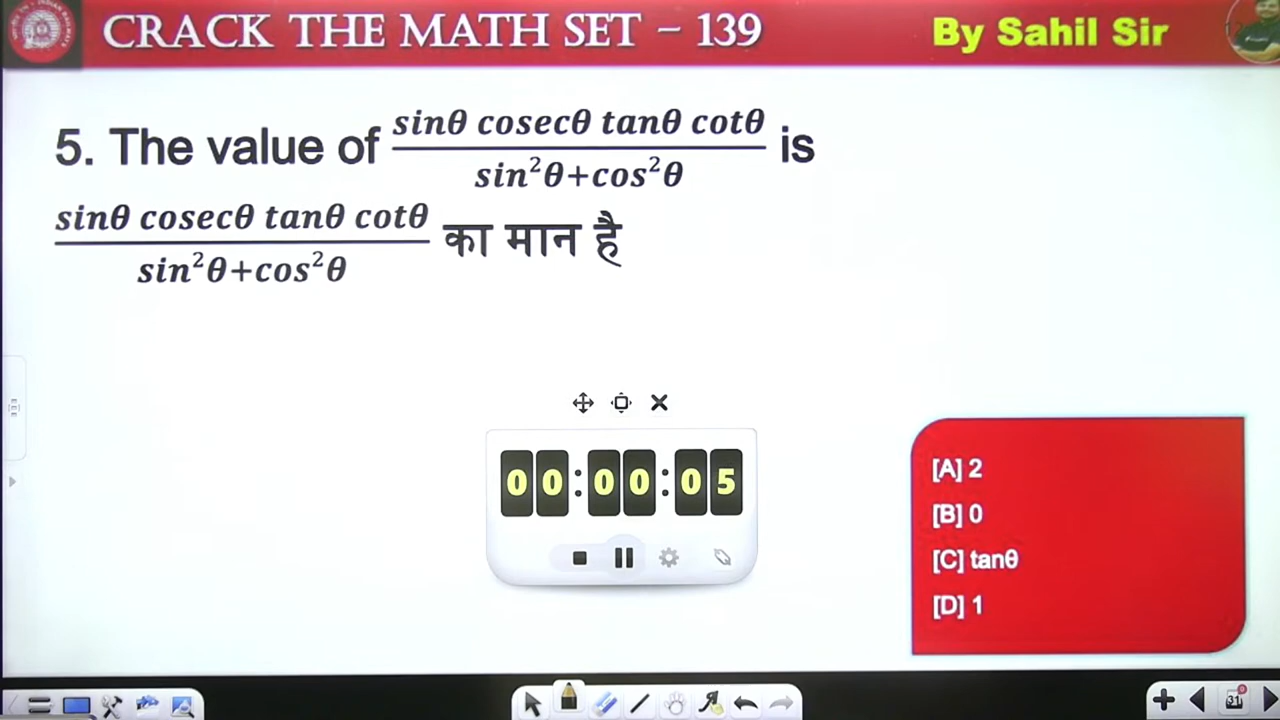 CRACK THE MATH SET – 139
By Sahil Sir
5. The value of sinθ cosecθ tanθ cotθ / sin²θ+cos²θ is
sinθ cosecθ tanθ cotθ / sin²θ+cos²θ का मान है
00:00:05
[A] 2
[B] 0
[C] tanθ
[D] 1
31